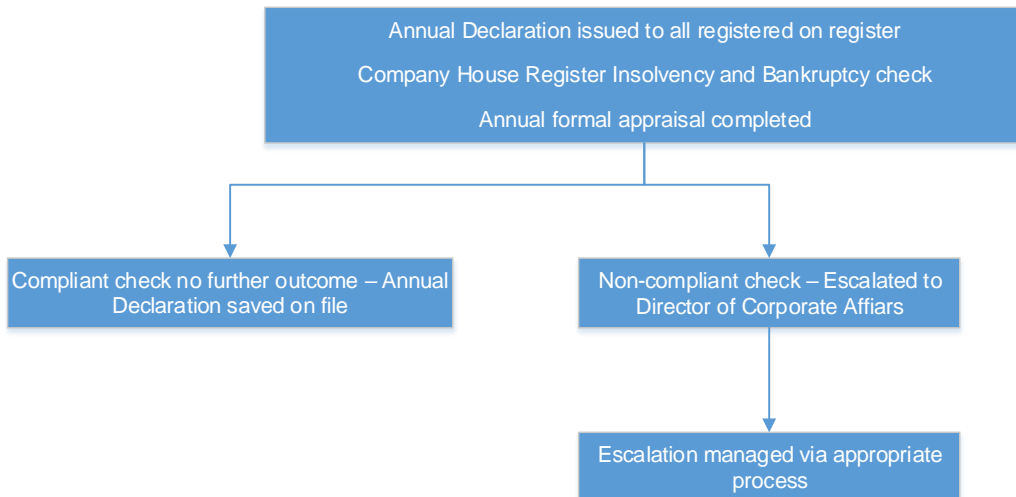 Annual Declaration issued to all registered on register
Company House Register Insolvency and Bankruptcy check
Annual formal appraisal completed
Compliant check no further outcome – Annual
Declaration saved on file
Non-compliant check – Escalated to
Director of Corporate Affiars
Escalation managed via appropriate
process